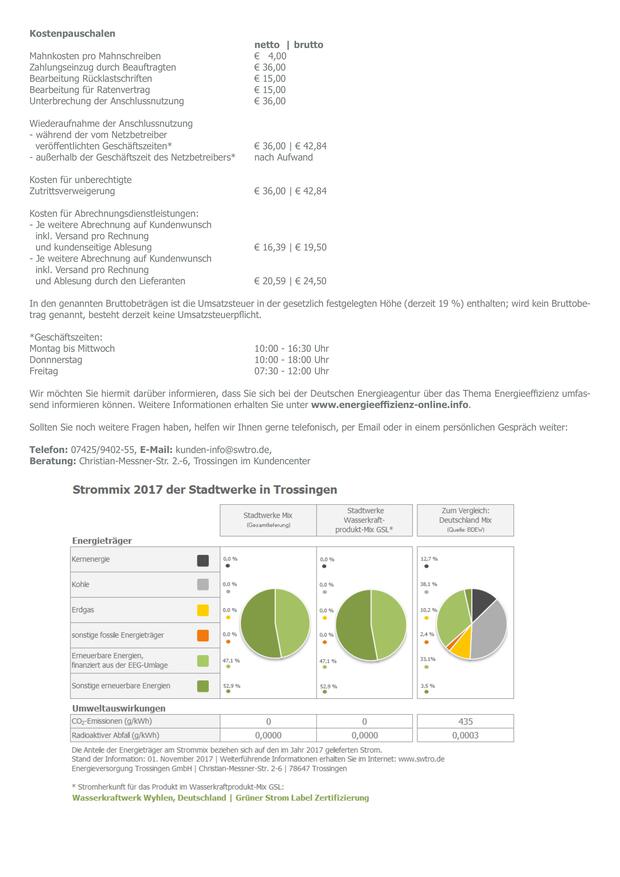 Kostenpauschalen
netto | brutto
Mahnkosten pro Mahnschreiben € 4,00
Zahlungseinzug durch Beauftragten € 36,00
Bearbeitung Rücklastschriften € 15,00
Bearbeitung für Ratenvertrag € 15,00
Unterbrechung der Anschlussnutzung € 36,00
Wiederaufnahme der Anschlussnutzung
- während der vom Netzbetreiber
veröffentlichten Geschäftszeiten* € 36,00 | € 42,84
- außerhalb der Geschäftszeit des Netzbetreibers* nach Aufwand
Kosten für unberechtigte
Zutrittsverweigerung € 36,00 | € 42,84
Kosten für Abrechnungsdienstleistungen:
- Je weitere Abrechnung auf Kundenwunsch
inkl. Versand pro Rechnung
und kundenseitige Ablesung € 16,39 | € 19,50
- Je weitere Abrechnung auf Kundenwunsch
inkl. Versand pro Rechnung
und Ablesung durch den Lieferanten € 20,59 | € 24,50
In den genannten Bruttobeträgen ist die Umsatzsteuer in der gesetzlich festgelegten Höhe (derzeit 19 %) enthalten; wird kein Bruttobe-
trag genannt, besteht derzeit keine Umsatzsteuerpflicht.
*Geschäftszeiten:
Montag bis Mittwoch 10:00 - 16:30 Uhr
Donnnerstag 10:00 - 18:00 Uhr
Freitag 07:30 - 12:00 Uhr
Wir möchten Sie hiermit darüber informieren, dass Sie sich bei der Deutschen Energieagentur über das Thema Energieeffizienz umfas-
send informieren können. Weitere Informationen erhalten Sie unter www.energieeffizienz-online.info.
Sollten Sie noch weitere Fragen haben, helfen wir Ihnen gerne telefonisch, per Email oder in einem persönlichen Gespräch weiter:
Telefon: 07425/9402-55, E-Mail: kunden-info@swtro.de,
Beratung: Christian-Messner-Str. 2.-6, Trossingen im Kundencenter
Strommix 2017 der Stadtwerke in Trossingen
Stadtwerke Mix
(Gesamtlieferung)
Stadtwerke
Wasserkraft-
produkt-Mix GSL*
Zum Vergleich:
Deutschland Mix
(Quelle: BDEW)
Energieträger
Kernenergie 0,0 % 0,0 % 12,7 %
Kohle 0,0 % 0,0 % 38,1 %
Erdgas 0,0 % 0,0 % 10,2 %
sonstige fossile Energieträger 0,0 % 0,0 % 2,4 %
Erneuerbare Energien,
finanziert aus der EEG-Umlage 47,1 % 47,1 % 33,1%
Sonstige erneuerbare Energien 52,9 % 52,9 % 3,5 %
Umweltauswirkungen
CO₂-Emissionen (g/kWh) 0 0 435
Radioaktiver Abfall (g/kWh) 0,0000 0,0000 0,0003
Die Anteile der Energieträger am Strommix beziehen sich auf den im Jahr 2017 gelieferten Strom.
Stand der Information: 01. November 2017 | Weiterführende Informationen erhalten Sie im Internet: www.swtro.de
Energieversorgung Trossingen GmbH | Christian-Messner-Str. 2-6 | 78647 Trossingen
* Stromherkunft für das Produkt im Wasserkraftprodukt-Mix GSL:
Wasserkraftwerk Wyhlen, Deutschland | Grüner Strom Label Zertifizierung